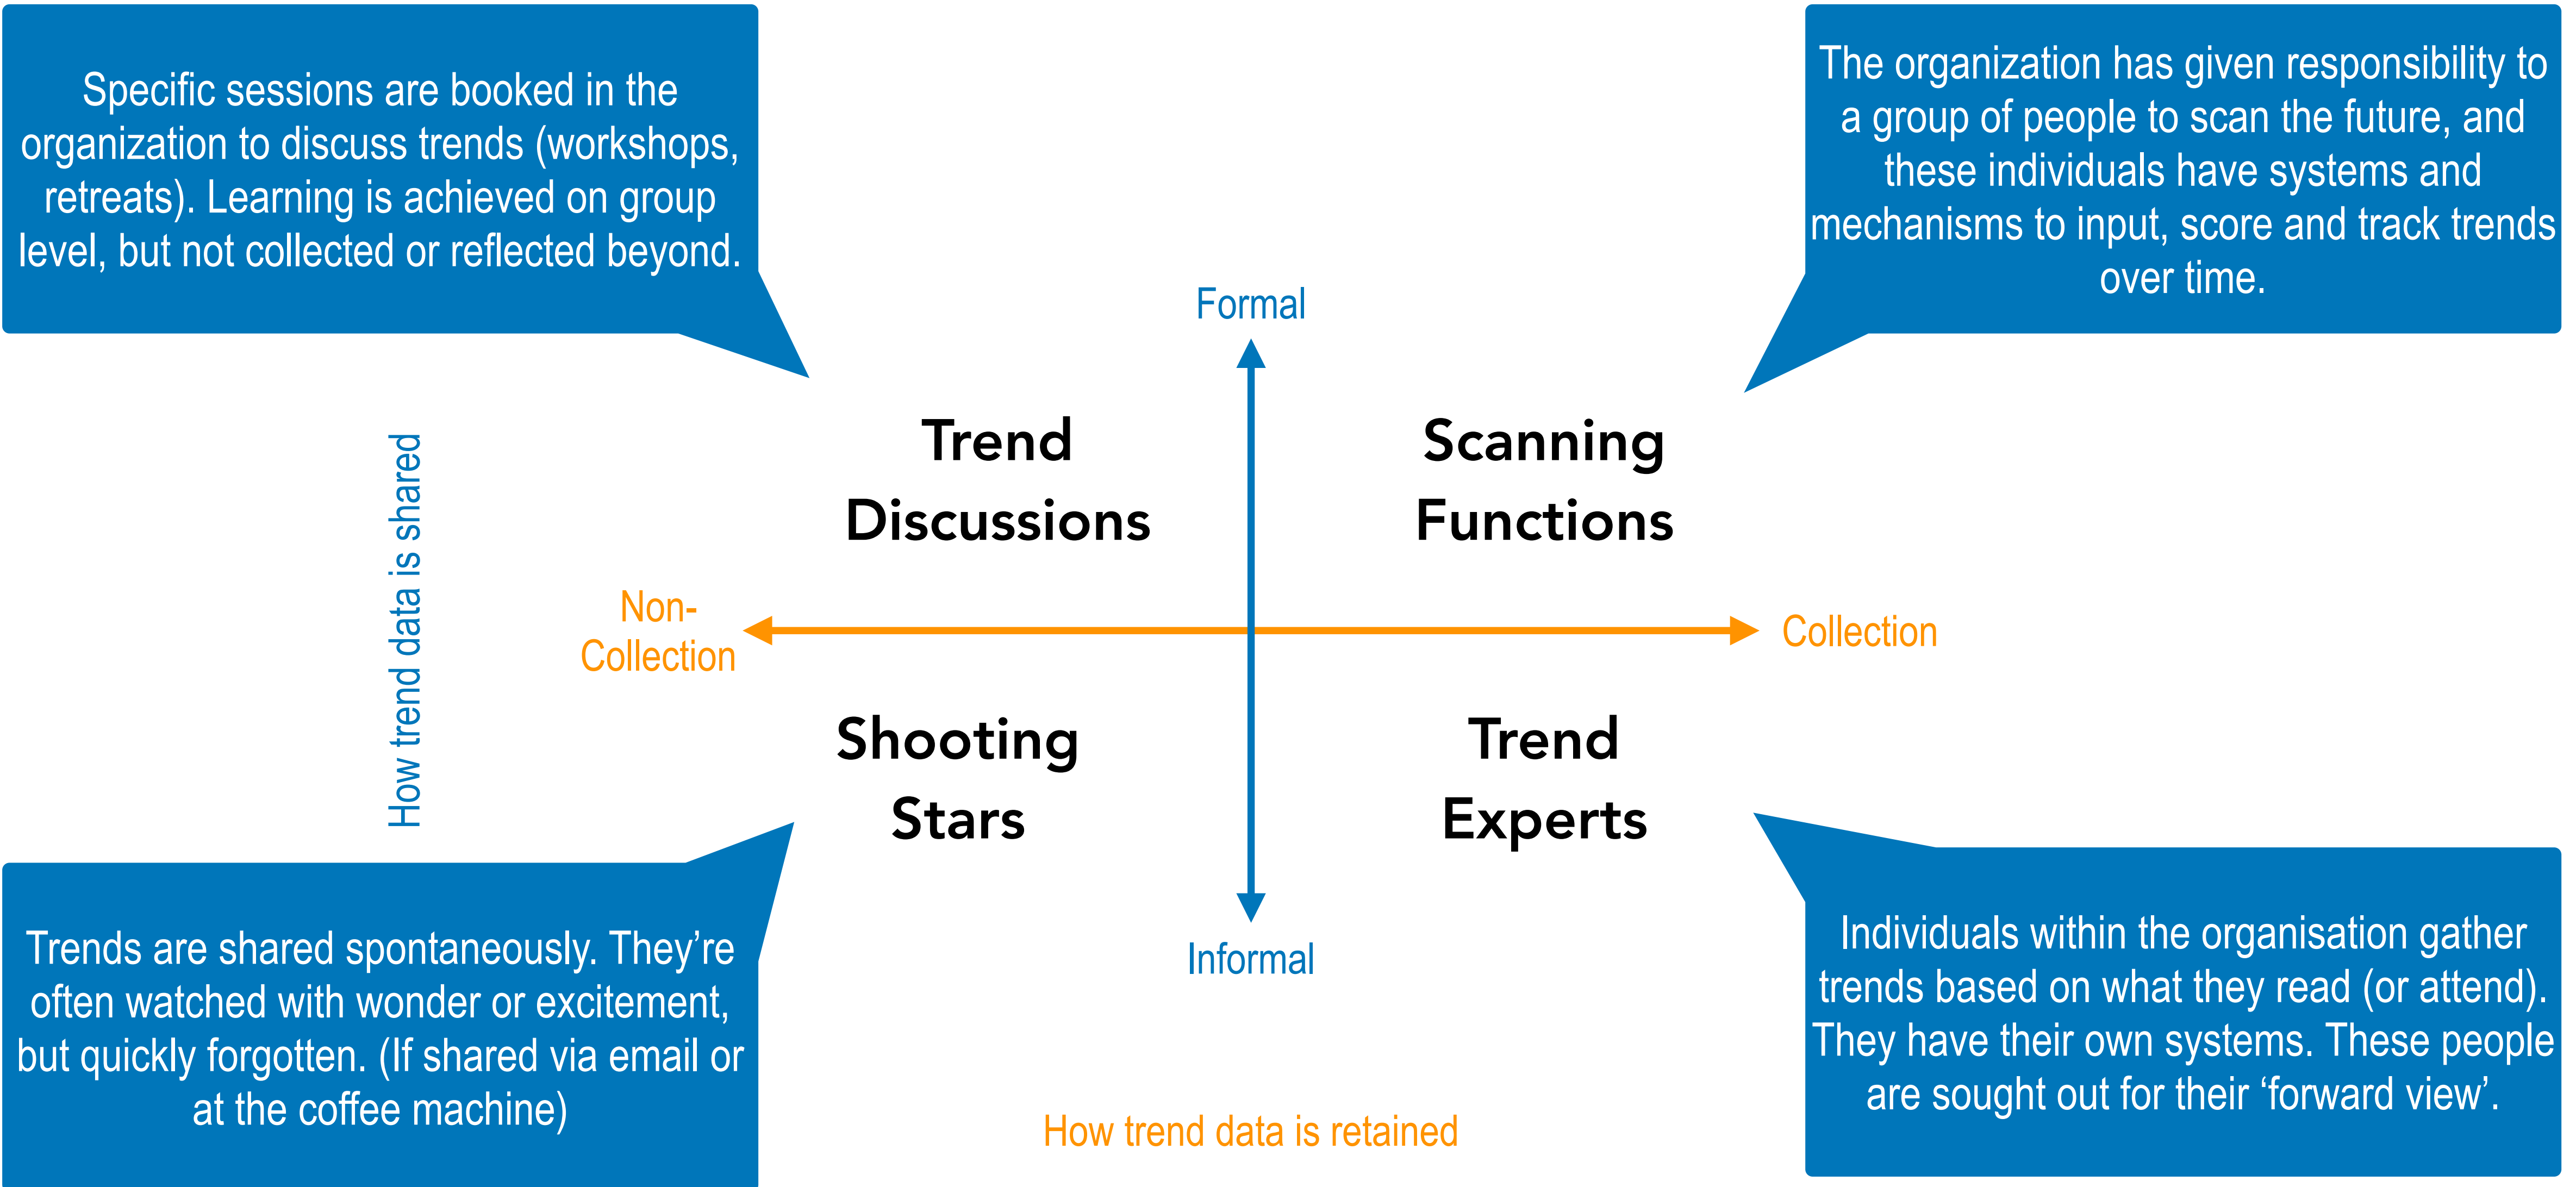 Specific sessions are booked in the
organization to discuss trends (workshops,
retreats). Learning is achieved on group
level, but not collected or reflected beyond.
The organization has given responsibility to
a group of people to scan the future, and
these individuals have systems and
mechanisms to input, score and track trends
over time.
Formal
Trend
Discussions
Scanning
Functions
How trend data is shared
Non-
Collection
Collection
Shooting
Stars
Trend
Experts
Informal
Trends are shared spontaneously. They’re
often watched with wonder or excitement,
but quickly forgotten. (If shared via email or
at the coffee machine)
Individuals within the organisation gather
trends based on what they read (or attend).
They have their own systems. These people
are sought out for their ‘forward view’.
How trend data is retained